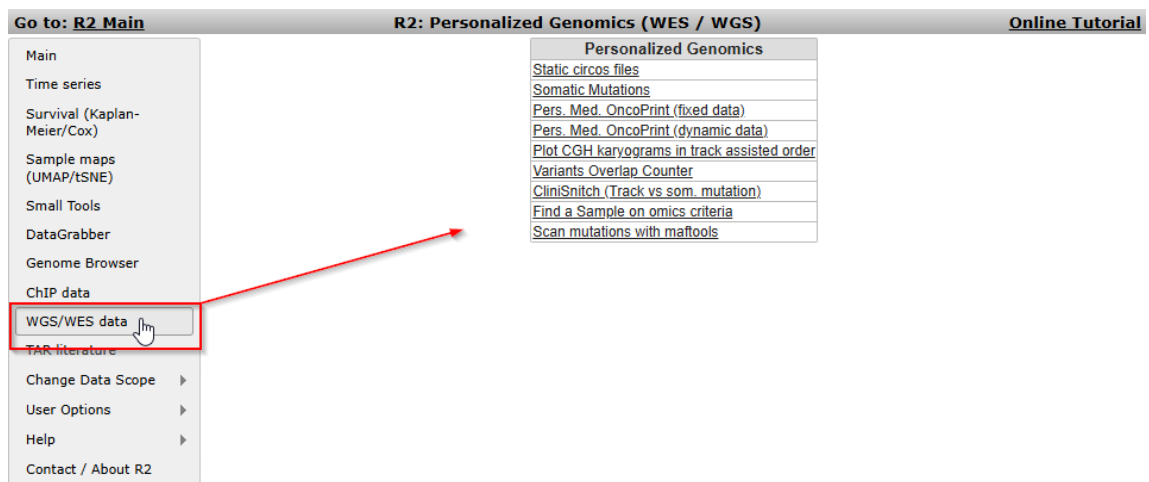 Go to: R2 Main
R2: Personalized Genomics (WES / WGS)
Online Tutorial
Main
Time series
Survival (Kaplan-
Meier/Cox)
Sample maps
(UMAP/tSNE)
Small Tools
DataGrabber
Genome Browser
ChIP data
WGS/WES data
TAR literature
Change Data Scope
User Options
Help
Contact / About R2
Personalized Genomics
Static circos files
Somatic Mutations
Pers. Med. OncoPrint (fixed data)
Pers. Med. OncoPrint (dynamic data)
Plot CGH karyograms in track assisted order
Variants Overlap Counter
CliniSnitch (Track vs som. mutation)
Find a Sample on omics criteria
Scan mutations with maftools